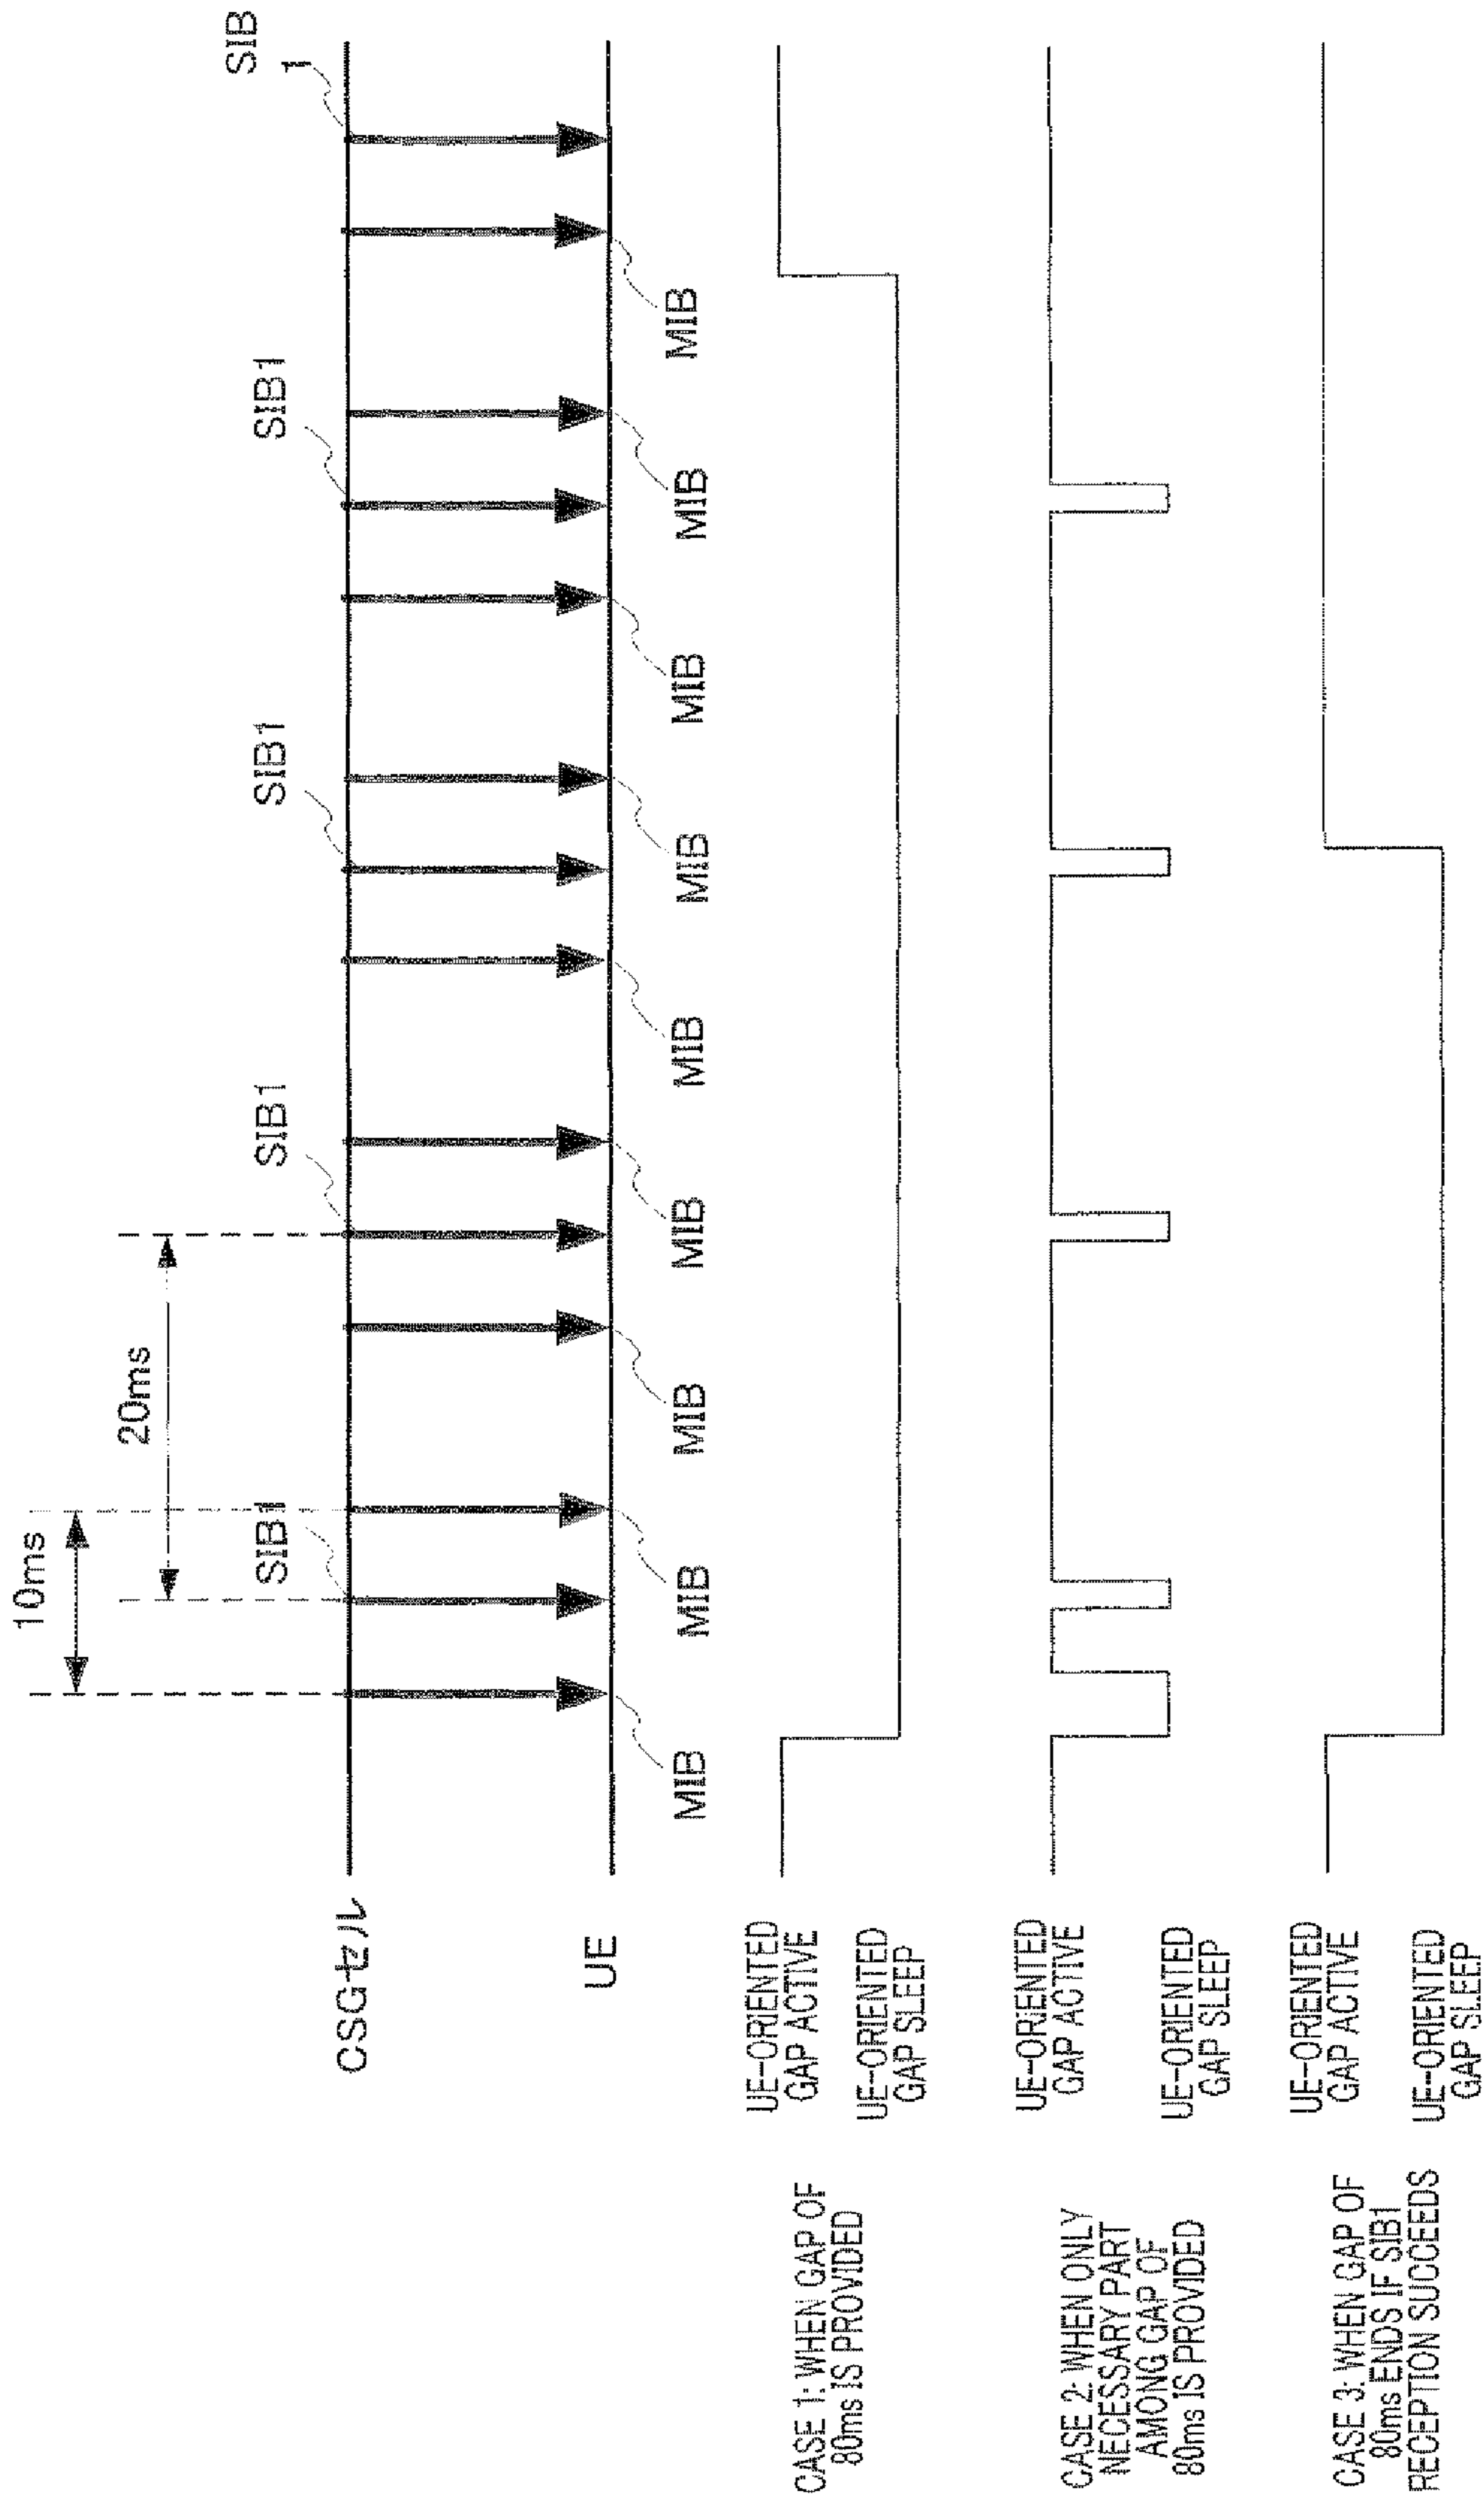 10ms
20ms
SIB1
SIB1
SIB1
SIB1
SIB
1
CSGセル
UE
MIB
MIB
MIB
MIB
MIB
MIB
MIB
MIB
MIB
CASE 1: WHEN GAP OF
80ms IS PROVIDED
UE-ORIENTED
GAP ACTIVE
UE-ORIENTED
GAP SLEEP
CASE 2: WHEN ONLY
NECESSARY PART
AMONG GAP OF
80ms IS PROVIDED
UE-ORIENTED
GAP ACTIVE
UE-ORIENTED
GAP SLEEP
CASE 3: WHEN GAP OF
80ms ENDS IF SIB1
RECEPTION SUCCEEDS
UE-ORIENTED
GAP ACTIVE
UE-ORIENTED
GAP SLEEP